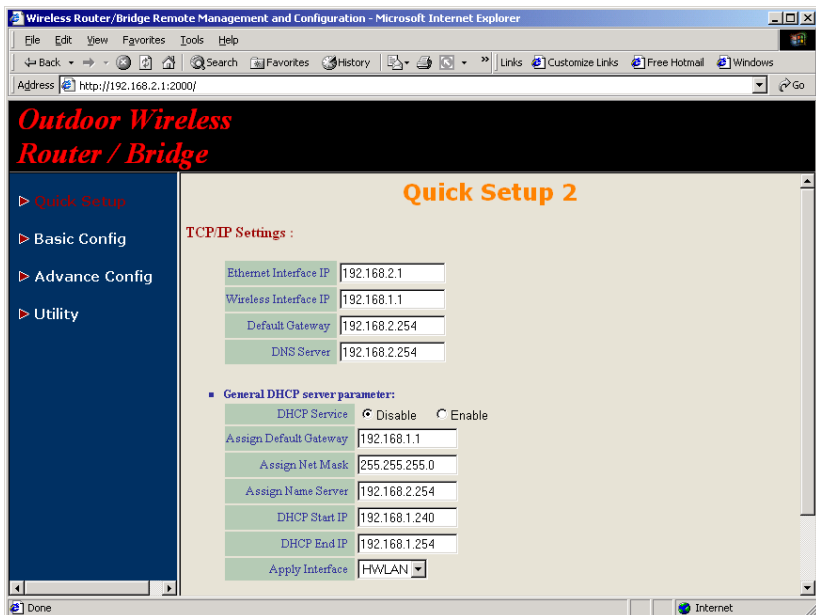 Wireless Router/Bridge Remote Management and Configuration - Microsoft Internet Explorer
File Edit View Favorites Tools Help
Back Search Favorites History » Links Customize Links Free Hotmail Windows
Address http://192.168.2.1:2000/ Go
Outdoor Wireless
Router / Bridge
Quick Setup
Basic Config
Advance Config
Utility
Quick Setup 2
TCP/IP Settings :
Ethernet Interface IP 192.168.2.1
Wireless Interface IP 192.168.1.1
Default Gateway 192.168.2.254
DNS Server 192.168.2.254
General DHCP server parameter:
DHCP Service Disable Enable
Assign Default Gateway 192.168.1.1
Assign Net Mask 255.255.255.0
Assign Name Server 192.168.2.254
DHCP Start IP 192.168.1.240
DHCP End IP 192.168.1.254
Apply Interface HWLAN
Done Internet